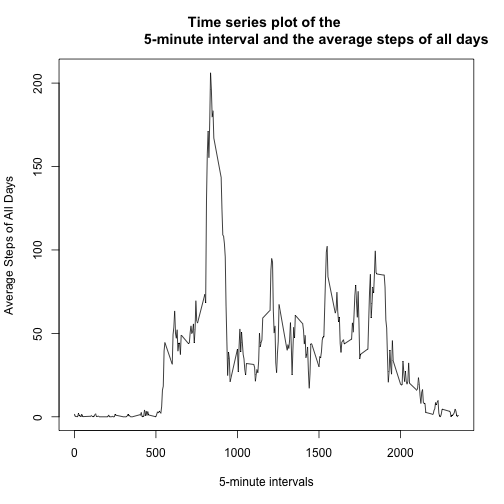 Time series plot of the
5-minute interval and the average steps of all days
Average Steps of All Days
200
150
100
50
0
0 500 1000 1500 2000
5-minute intervals